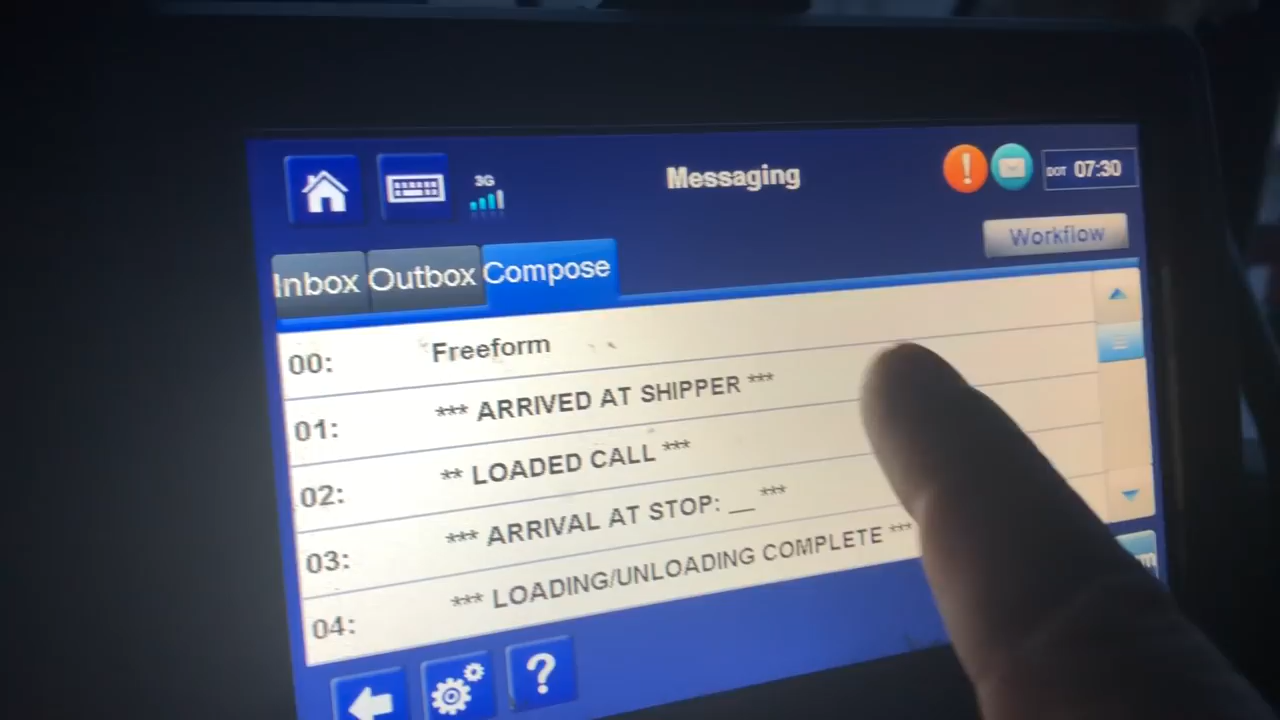 3G
Messaging
!
DOT 07:30
Workflow
Inbox Outbox Compose
00: Freeform
01: *** ARRIVED AT SHIPPER ***
02: ** LOADED CALL ***
03: *** ARRIVAL AT STOP: __ ***
04: *** LOADING/UNLOADING COMPLETE ***
?